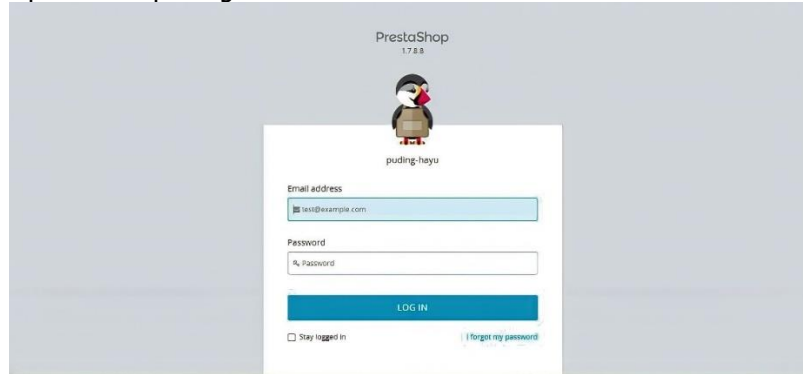 PrestaShop
1.7.8.8
puding-hayu
Email address
test@example.com
Password
Password
LOG IN
Stay logged in
I forgot my password